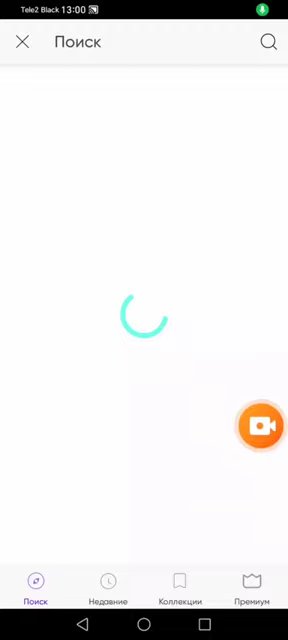 Tele2 Black 13:00
Поиск
Поиск
Недавние
Коллекции
Премиум